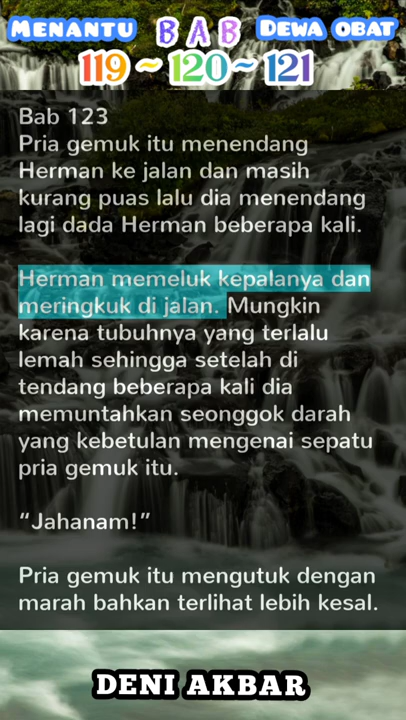 MENANTU BAB DEWA OBAT
119 ~ 120 ~ 121
Bab 123
Pria gemuk itu menendang
Herman ke jalan dan masih
kurang puas lalu dia menendang
lagi dada Herman beberapa kali.
Herman memeluk kepalanya dan
meringkuk di jalan. Mungkin
karena tubuhnya yang terlalu
lemah sehingga setelah di
tendang beberapa kali dia
memuntahkan seonggok darah
yang kebetulan mengenai sepatu
pria gemuk itu.
“Jahanam!”
Pria gemuk itu mengutuk dengan
marah bahkan terlihat lebih kesal.
DENI AKBAR